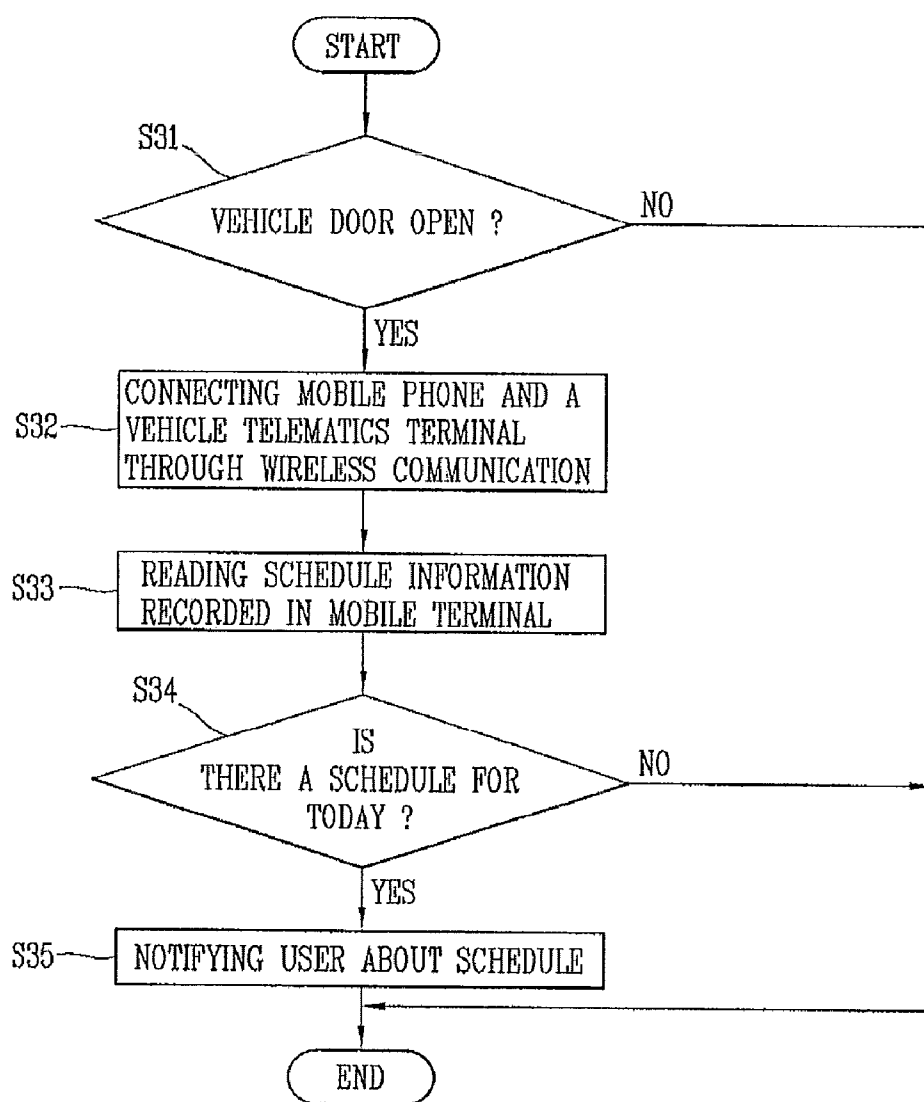 START
S31
VEHICLE DOOR OPEN ?
NO
YES
S32
CONNECTING MOBILE PHONE AND A
VEHICLE TELEMATICS TERMINAL
THROUGH WIRELESS COMMUNICATION
S33
READING SCHEDULE INFORMATION
RECORDED IN MOBILE TERMINAL
S34
IS
THERE A SCHEDULE FOR
TODAY ?
NO
YES
S35
NOTIFYING USER ABOUT SCHEDULE
END